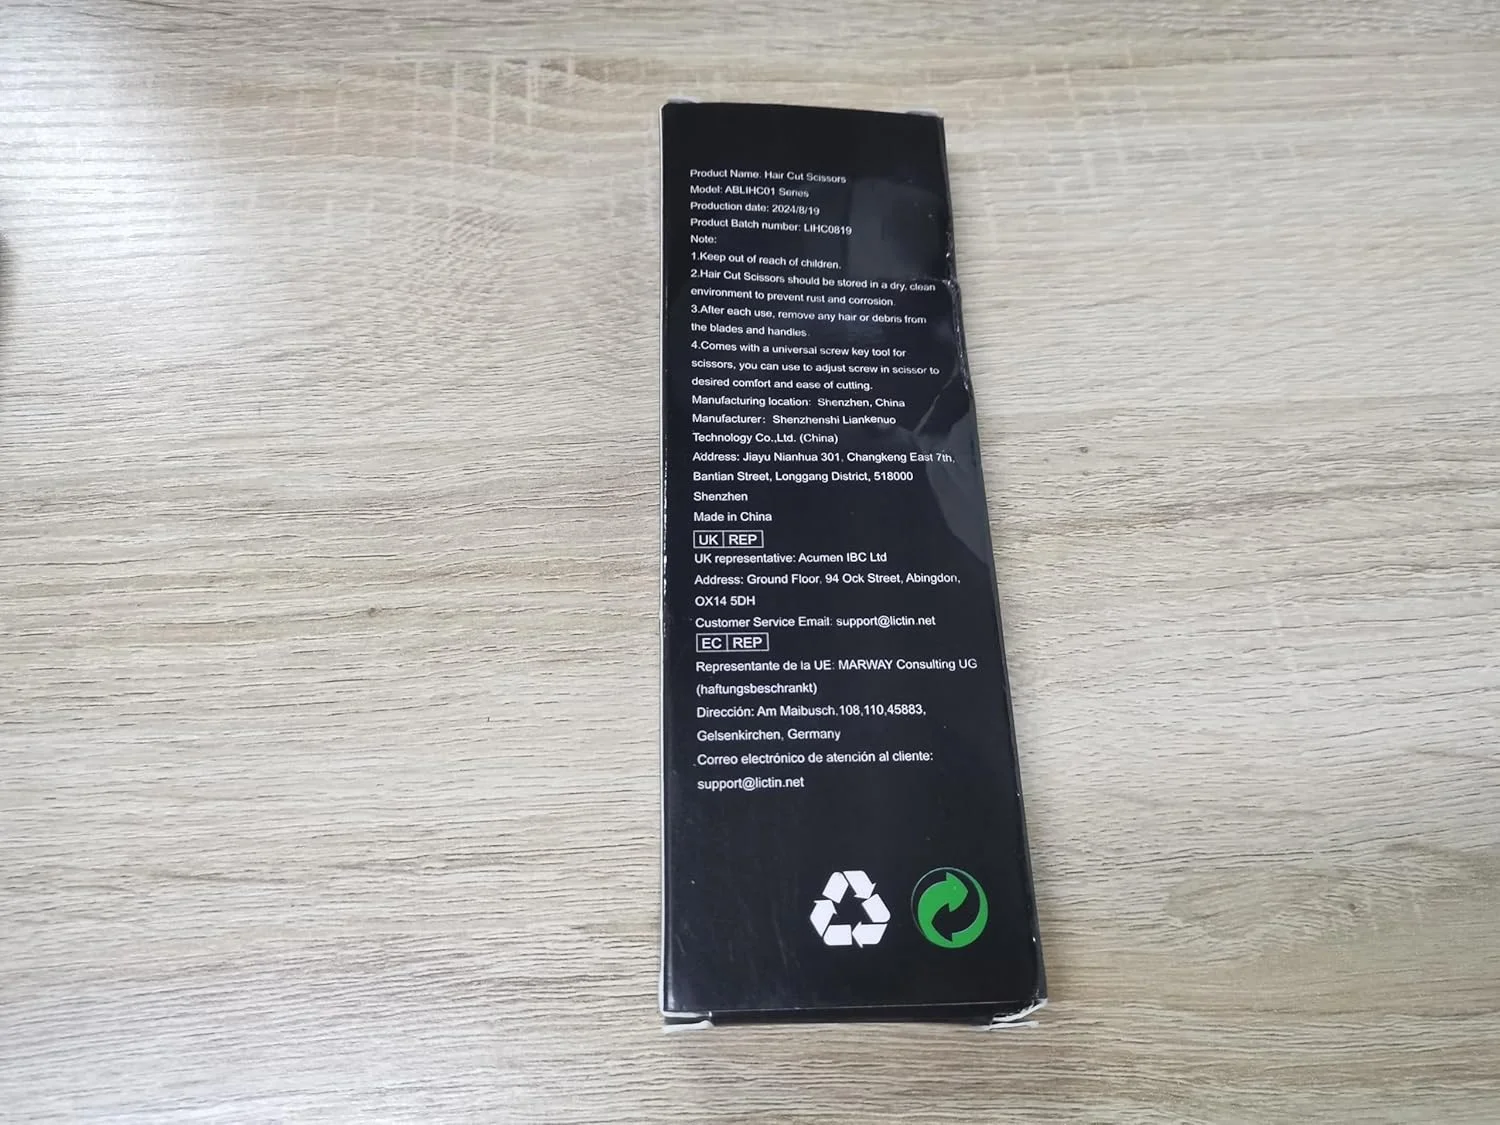 Product Name: Hair Cut Scissors
Model: ABLIHC01 Series
Production date: 2024/8/19
Product Batch number: LIHC0819
Note:
1.Keep out of reach of children.
2.Hair Cut Scissors should be stored in a dry, clean
environment to prevent rust and corrosion.
3.After each use, remove any hair or debris from
the blades and handles.
4.Comes with a universal screw key tool for
scissors, you can use to adjust screw in scissor to
desired comfort and ease of cutting.
Manufacturing location: Shenzhen, China
Manufacturer: Shenzhenshi Liankenuo
Technology Co.,Ltd. (China)
Address: Jiayu Nianhua 301, Changkeng East 7th,
Bantian Street, Longgang District, 518000
Shenzhen
Made in China
UK REP
UK representative: Acumen IBC Ltd
Address: Ground Floor, 94 Ock Street, Abingdon,
OX14 5DH
Customer Service Email: support@lictin.net
EC REP
Representante de la UE: MARWAY Consulting UG
(haftungsbeschrankt)
Dirección: Am Maibusch,108,110,45883,
Gelsenkirchen, Germany
Correo electrónico de atención al cliente:
support@lictin.net